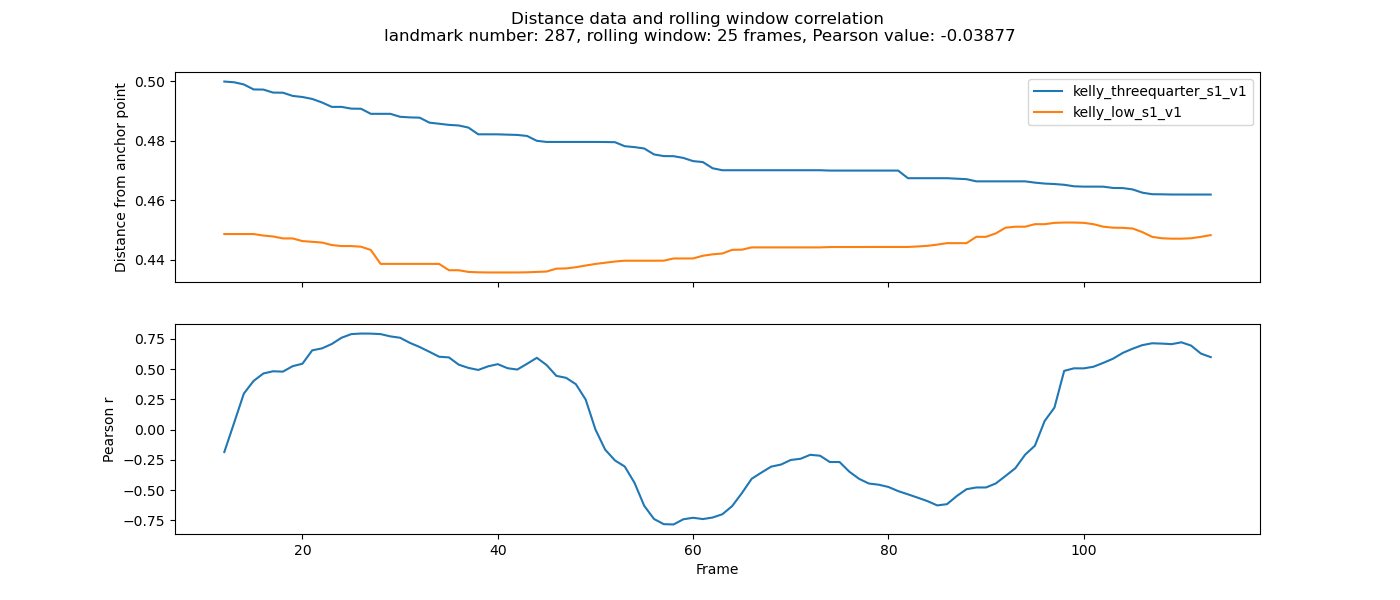 Distance data and rolling window correlation
landmark number: 287, rolling window: 25 frames, Pearson value: -0.03877
Distance from anchor point
0.50
0.48
0.46
0.44
kelly_threequarter_s1_v1
kelly_low_s1_v1
Pearson r
0.75
0.50
0.25
0.00
−0.25
−0.50
−0.75
20 40 60 80 100
Frame